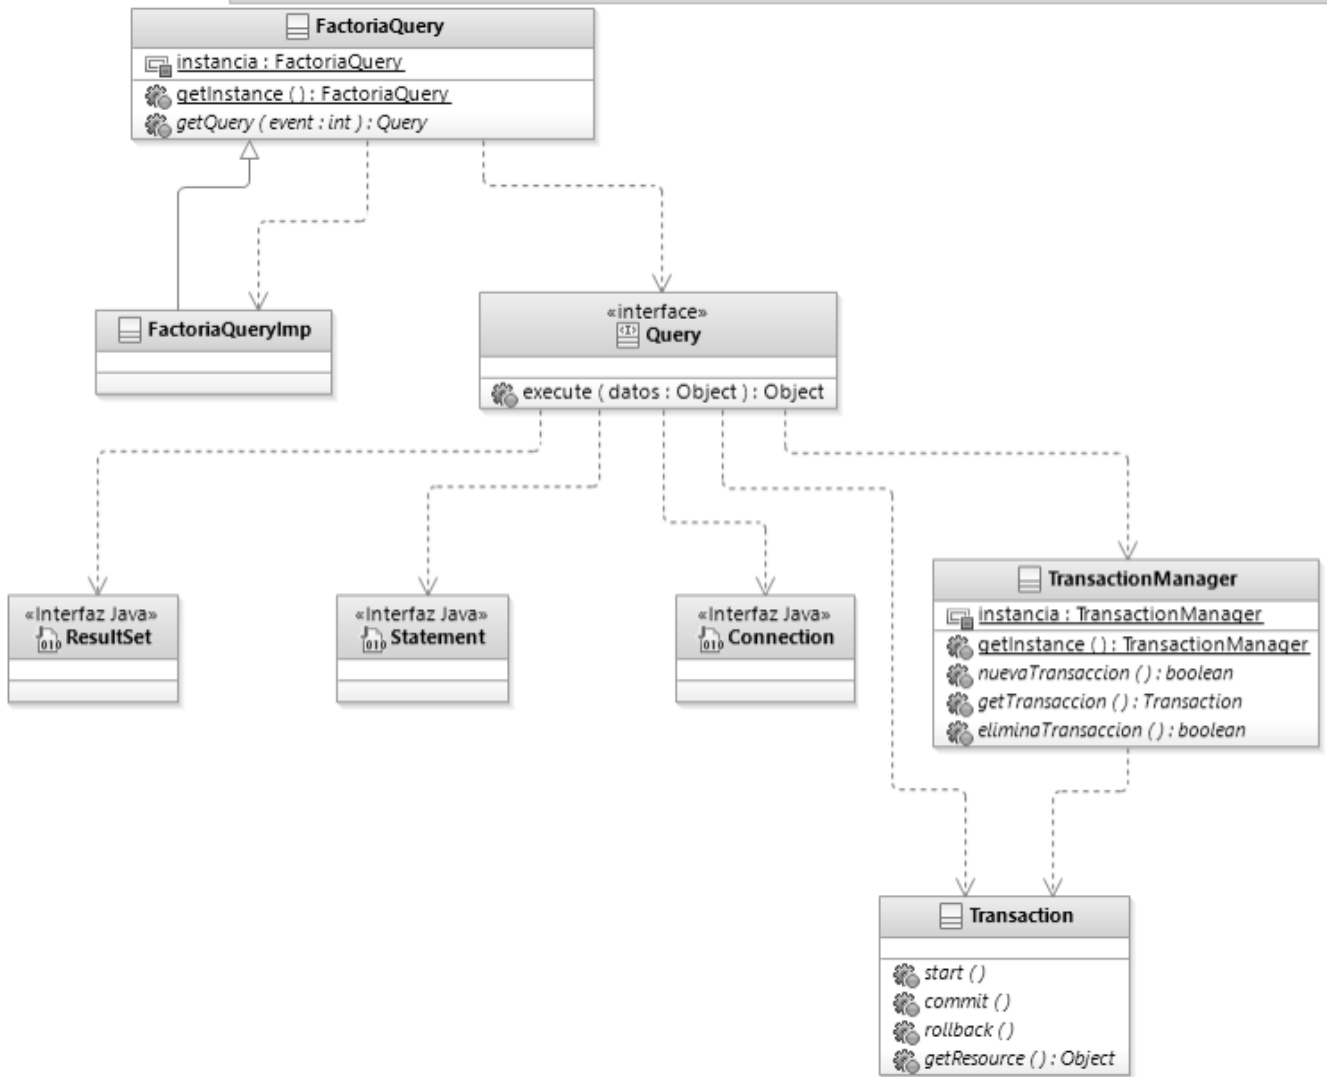 FactoriaQuery
instancia : FactoriaQuery
getInstance ( ) : FactoriaQuery
getQuery ( event : int ) : Query
FactoriaQueryImp
«interface»
Query
execute ( datos : Object ) : Object
«Interfaz Java»
ResultSet
«Interfaz Java»
Statement
«Interfaz Java»
Connection
TransactionManager
instancia : TransactionManager
getInstance ( ) : TransactionManager
nuevaTransaccion ( ) : boolean
getTransaccion ( ) : Transaction
eliminaTransaccion ( ) : boolean
Transaction
start ( )
commit ( )
rollback ( )
getResource ( ) : Object